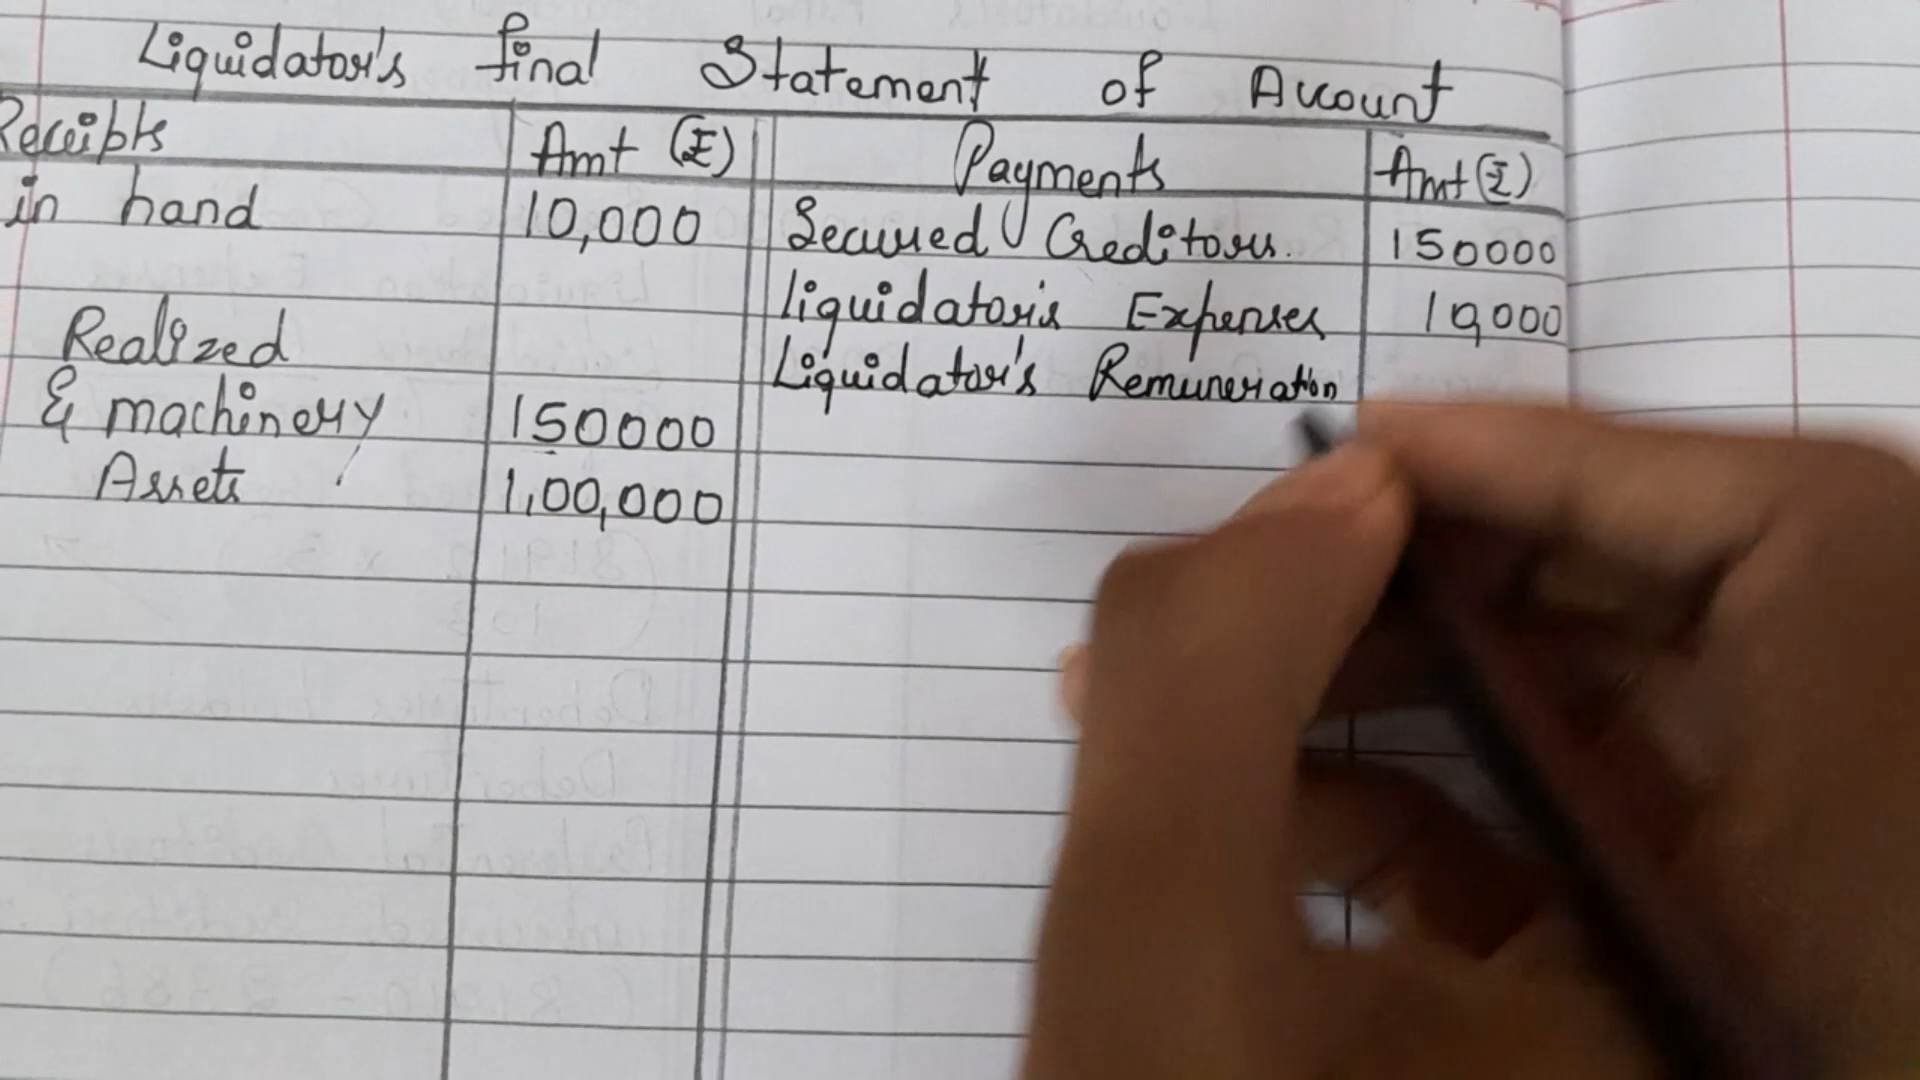 Liquidator's final Statement of Account
Receipts Amt (₹) Payments Amt (₹)
in hand 10,000 Secured Creditors. 150000
liquidator's Expenses 10,000
Realized
Liquidator's Remuneration
& machinery 150000
Assets 1,00,000